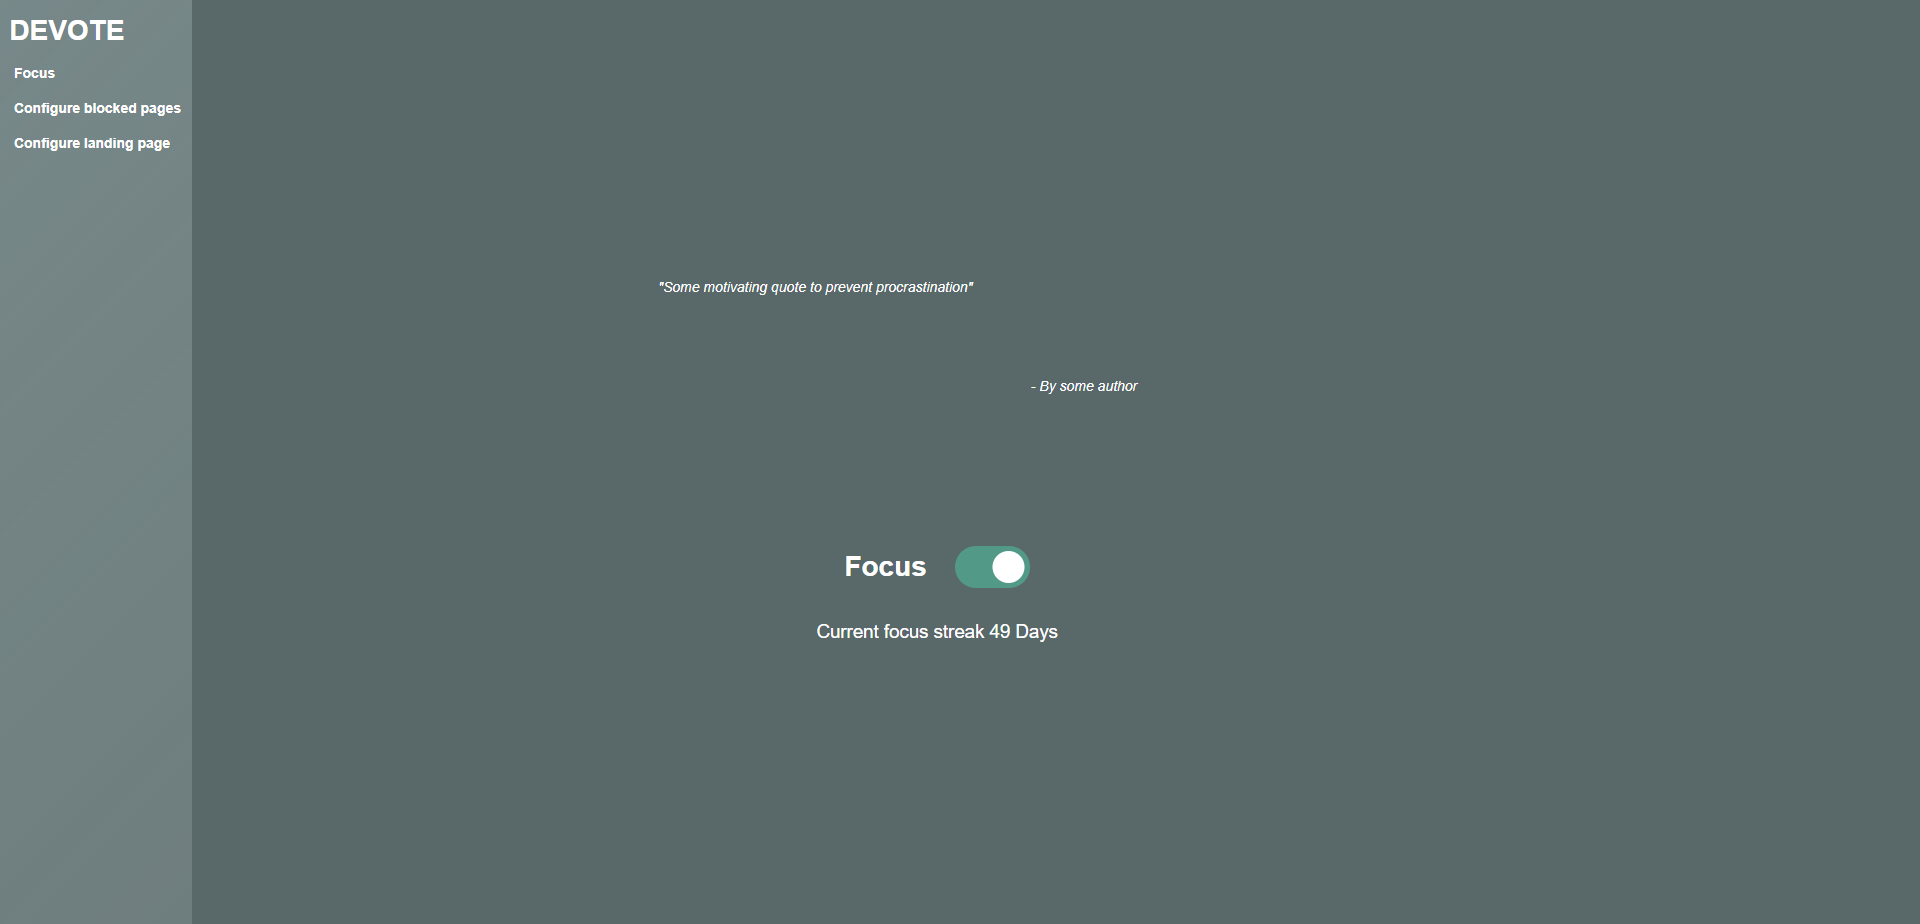 DEVOTE
Focus
Configure blocked pages
Configure landing page
"Some motivating quote to prevent procrastination"
- By some author
Focus
Current focus streak 49 Days